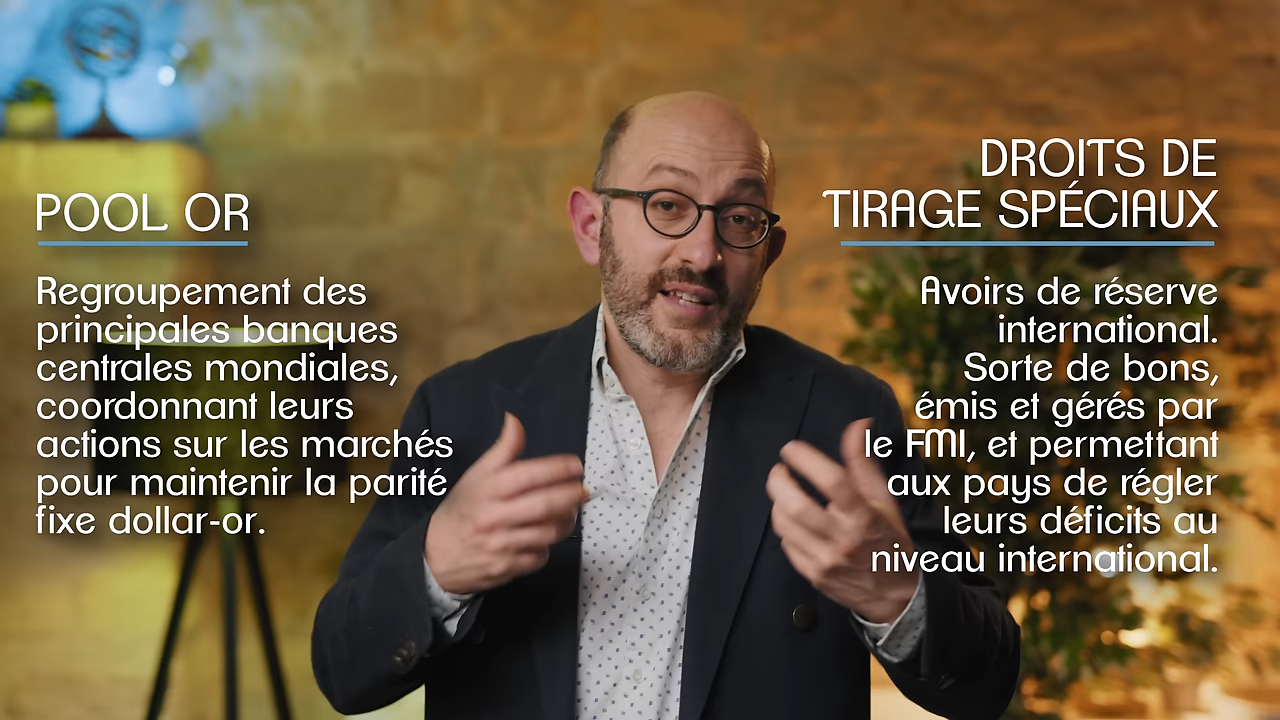 POOL OR
Regroupement des
principales banques
centrales mondiales,
coordonnant leurs
actions sur les marchés
pour maintenir la parité
fixe dollar-or.
DROITS DE
TIRAGE SPÉCIAUX
Avoirs de réserve
international.
Sorte de bons,
émis et gérés par
le FMI, et permettant
aux pays de régler
leurs déficits au
niveau international.